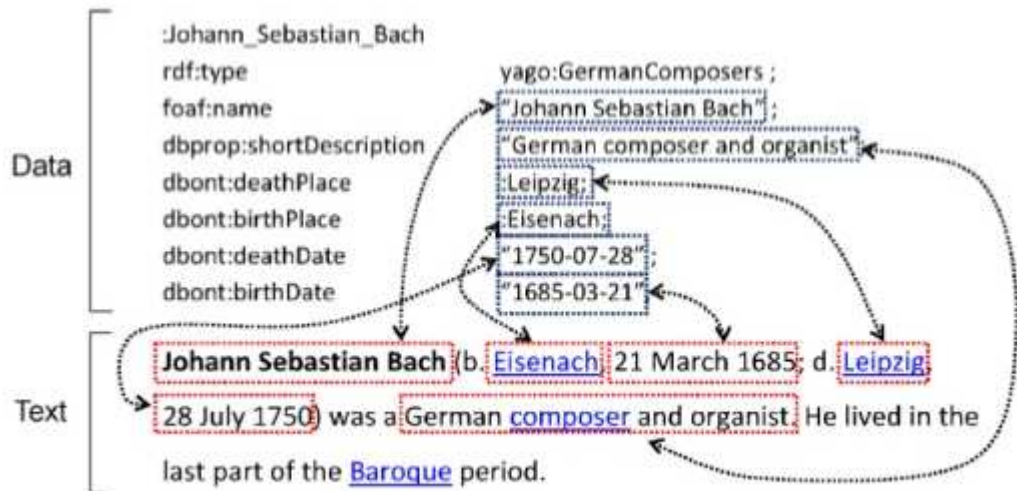 :Johann_Sebastian_Bach
rdf:type yago:GermanComposers ;
foaf:name "Johann Sebastian Bach" ;
dbprop:shortDescription "German composer and organist"
Data
dbont:deathPlace :Leipzig;
dbont:birthPlace :Eisenach;
dbont:deathDate "1750-07-28" ;
dbont:birthDate "1685-03-21"
Johann Sebastian Bach (b. Eisenach, 21 March 1685; d. Leipzig,
Text
28 July 1750) was a German composer and organist. He lived in the
last part of the Baroque period.